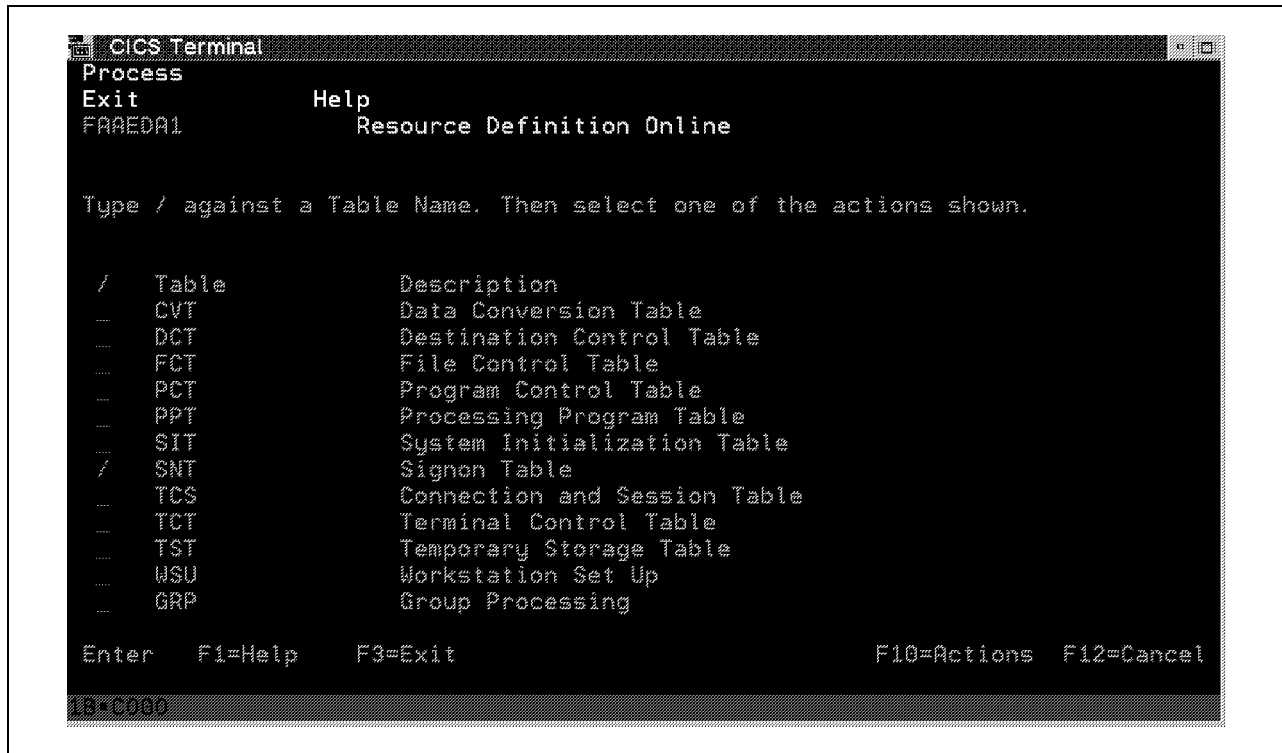 CICS Terminal
Process
Exit Help
FAAEDA1 Resource Definition Online
Type / against a Table Name. Then select one of the actions shown.
/ Table Description
_ CVT Data Conversion Table
_ DCT Destination Control Table
_ FCT File Control Table
_ PCT Program Control Table
_ PPT Processing Program Table
_ SIT System Initialization Table
/ SNT Signon Table
_ TCS Connection and Session Table
_ TCT Terminal Control Table
_ TST Temporary Storage Table
_ WSU Workstation Set Up
_ GRP Group Processing
Enter F1=Help F3=Exit F10=Actions F12=Cancel
1B▪C000